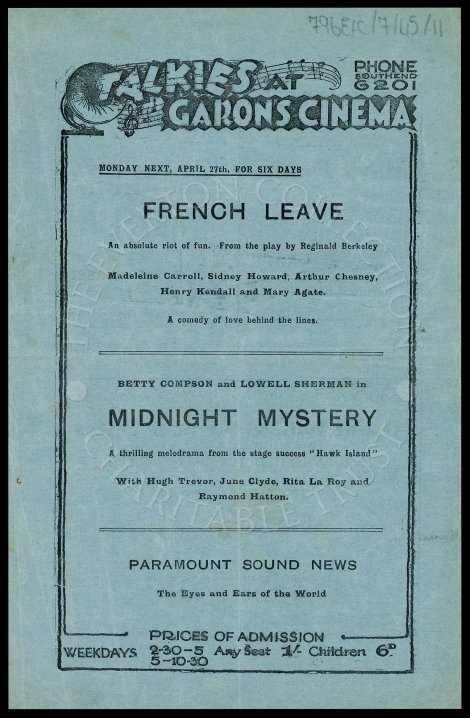 796EFC/7/45/11
TALKIES AT
GARONS CINEMA
PHONE
SOUTHEND
6201
MONDAY NEXT, APRIL 27th, FOR SIX DAYS
FRENCH LEAVE
An absolute riot of fun. From the play by Reginald Berkeley
Madeleine Carroll, Sidney Howard, Arthur Chesney,
Henry Kendall and Mary Agate.
A comedy of love behind the lines.
BETTY COMPSON and LOWELL SHERMAN in
MIDNIGHT MYSTERY
A thrilling melodrama from the stage success "Hawk Island"
With Hugh Trevor, June Clyde, Rita La Roy and
Raymond Hatton.
PARAMOUNT SOUND NEWS
The Eyes and Ears of the World
PRICES OF ADMISSION
WEEKDAYS 2-30-5 Any Seat 1/- Children 6D
5-10-30
THE EVERTON COLLECTION
CHARITABLE TRUST